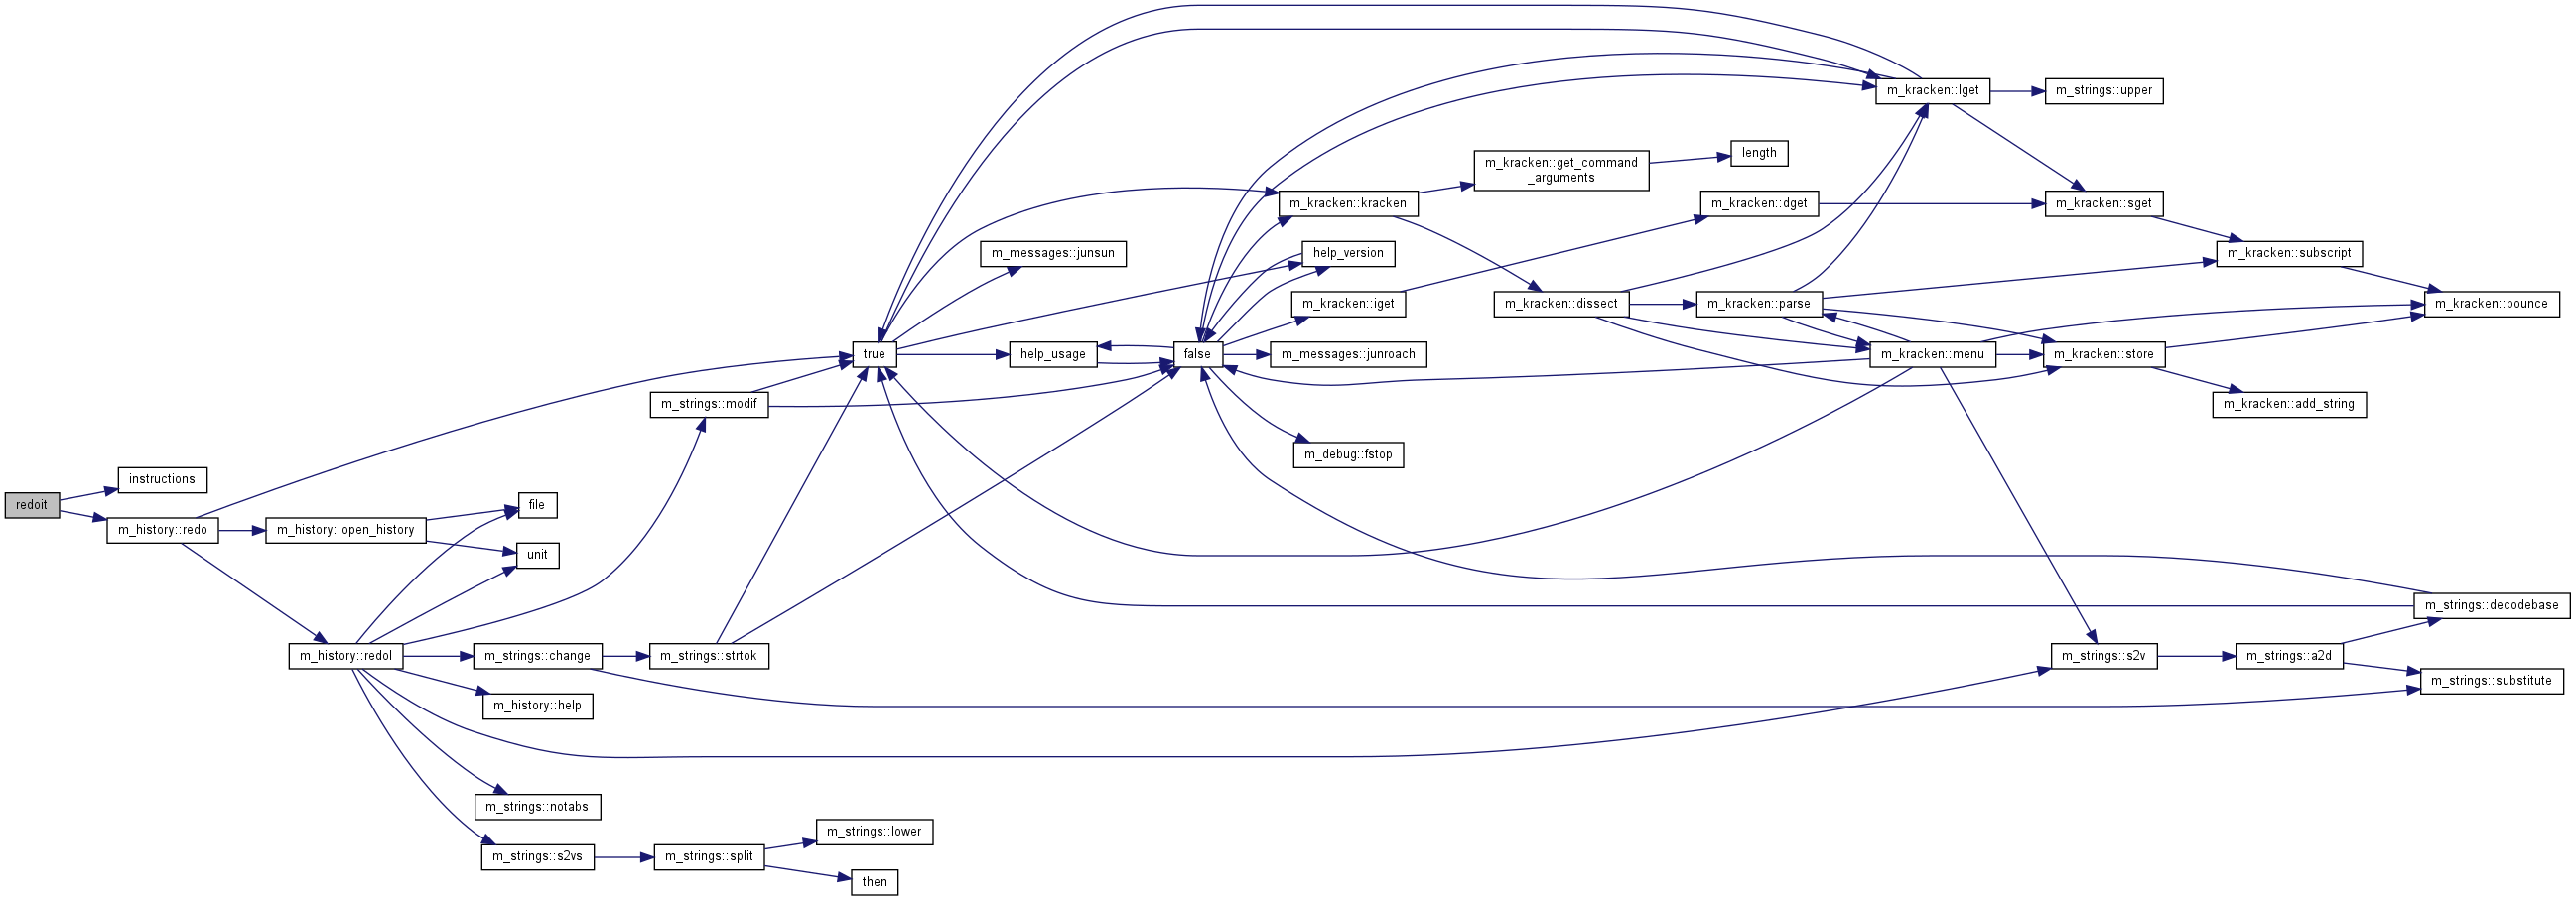 m_kracken::lget
m_strings::upper
length
m_kracken::get_command
_arguments
m_kracken::kracken
m_kracken::dget
m_kracken::sget
m_messages::junsun
help_version
m_kracken::subscript
m_kracken::iget
m_kracken::dissect
m_kracken::parse
m_kracken::bounce
true
help_usage
false
m_messages::junroach
m_kracken::menu
m_kracken::store
m_strings::modif
m_kracken::add_string
m_debug::fstop
instructions
redoit
file
m_history::redo
m_history::open_history
unit
m_strings::decodebase
m_history::redol
m_strings::change
m_strings::strtok
m_strings::s2v
m_strings::a2d
m_strings::substitute
m_history::help
m_strings::notabs
m_strings::lower
m_strings::s2vs
m_strings::split
then